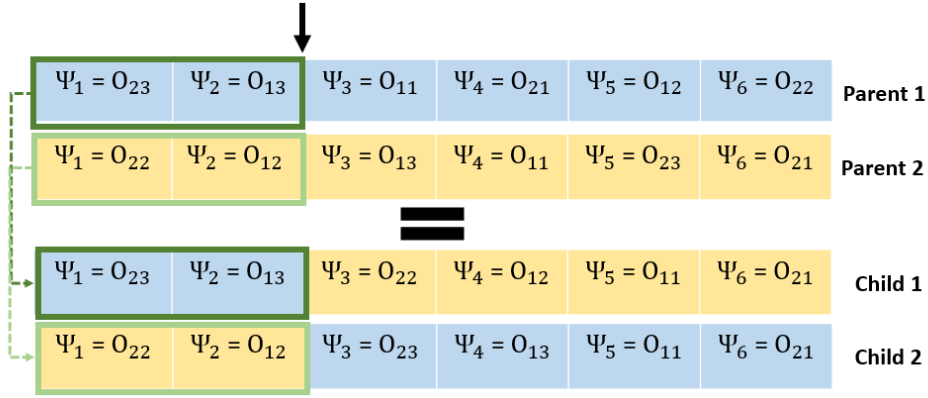 Ψ₁ = O₂₃ Ψ₂ = O₁₃ Ψ₃ = O₁₁ Ψ₄ = O₂₁ Ψ₅ = O₁₂ Ψ₆ = O₂₂ Parent 1
Ψ₁ = O₂₂ Ψ₂ = O₁₂ Ψ₃ = O₁₃ Ψ₄ = O₁₁ Ψ₅ = O₂₃ Ψ₆ = O₂₁ Parent 2
=
Ψ₁ = O₂₃ Ψ₂ = O₁₃ Ψ₃ = O₂₂ Ψ₄ = O₁₂ Ψ₅ = O₁₁ Ψ₆ = O₂₁ Child 1
Ψ₁ = O₂₂ Ψ₂ = O₁₂ Ψ₃ = O₂₃ Ψ₄ = O₁₃ Ψ₅ = O₁₁ Ψ₆ = O₂₁ Child 2